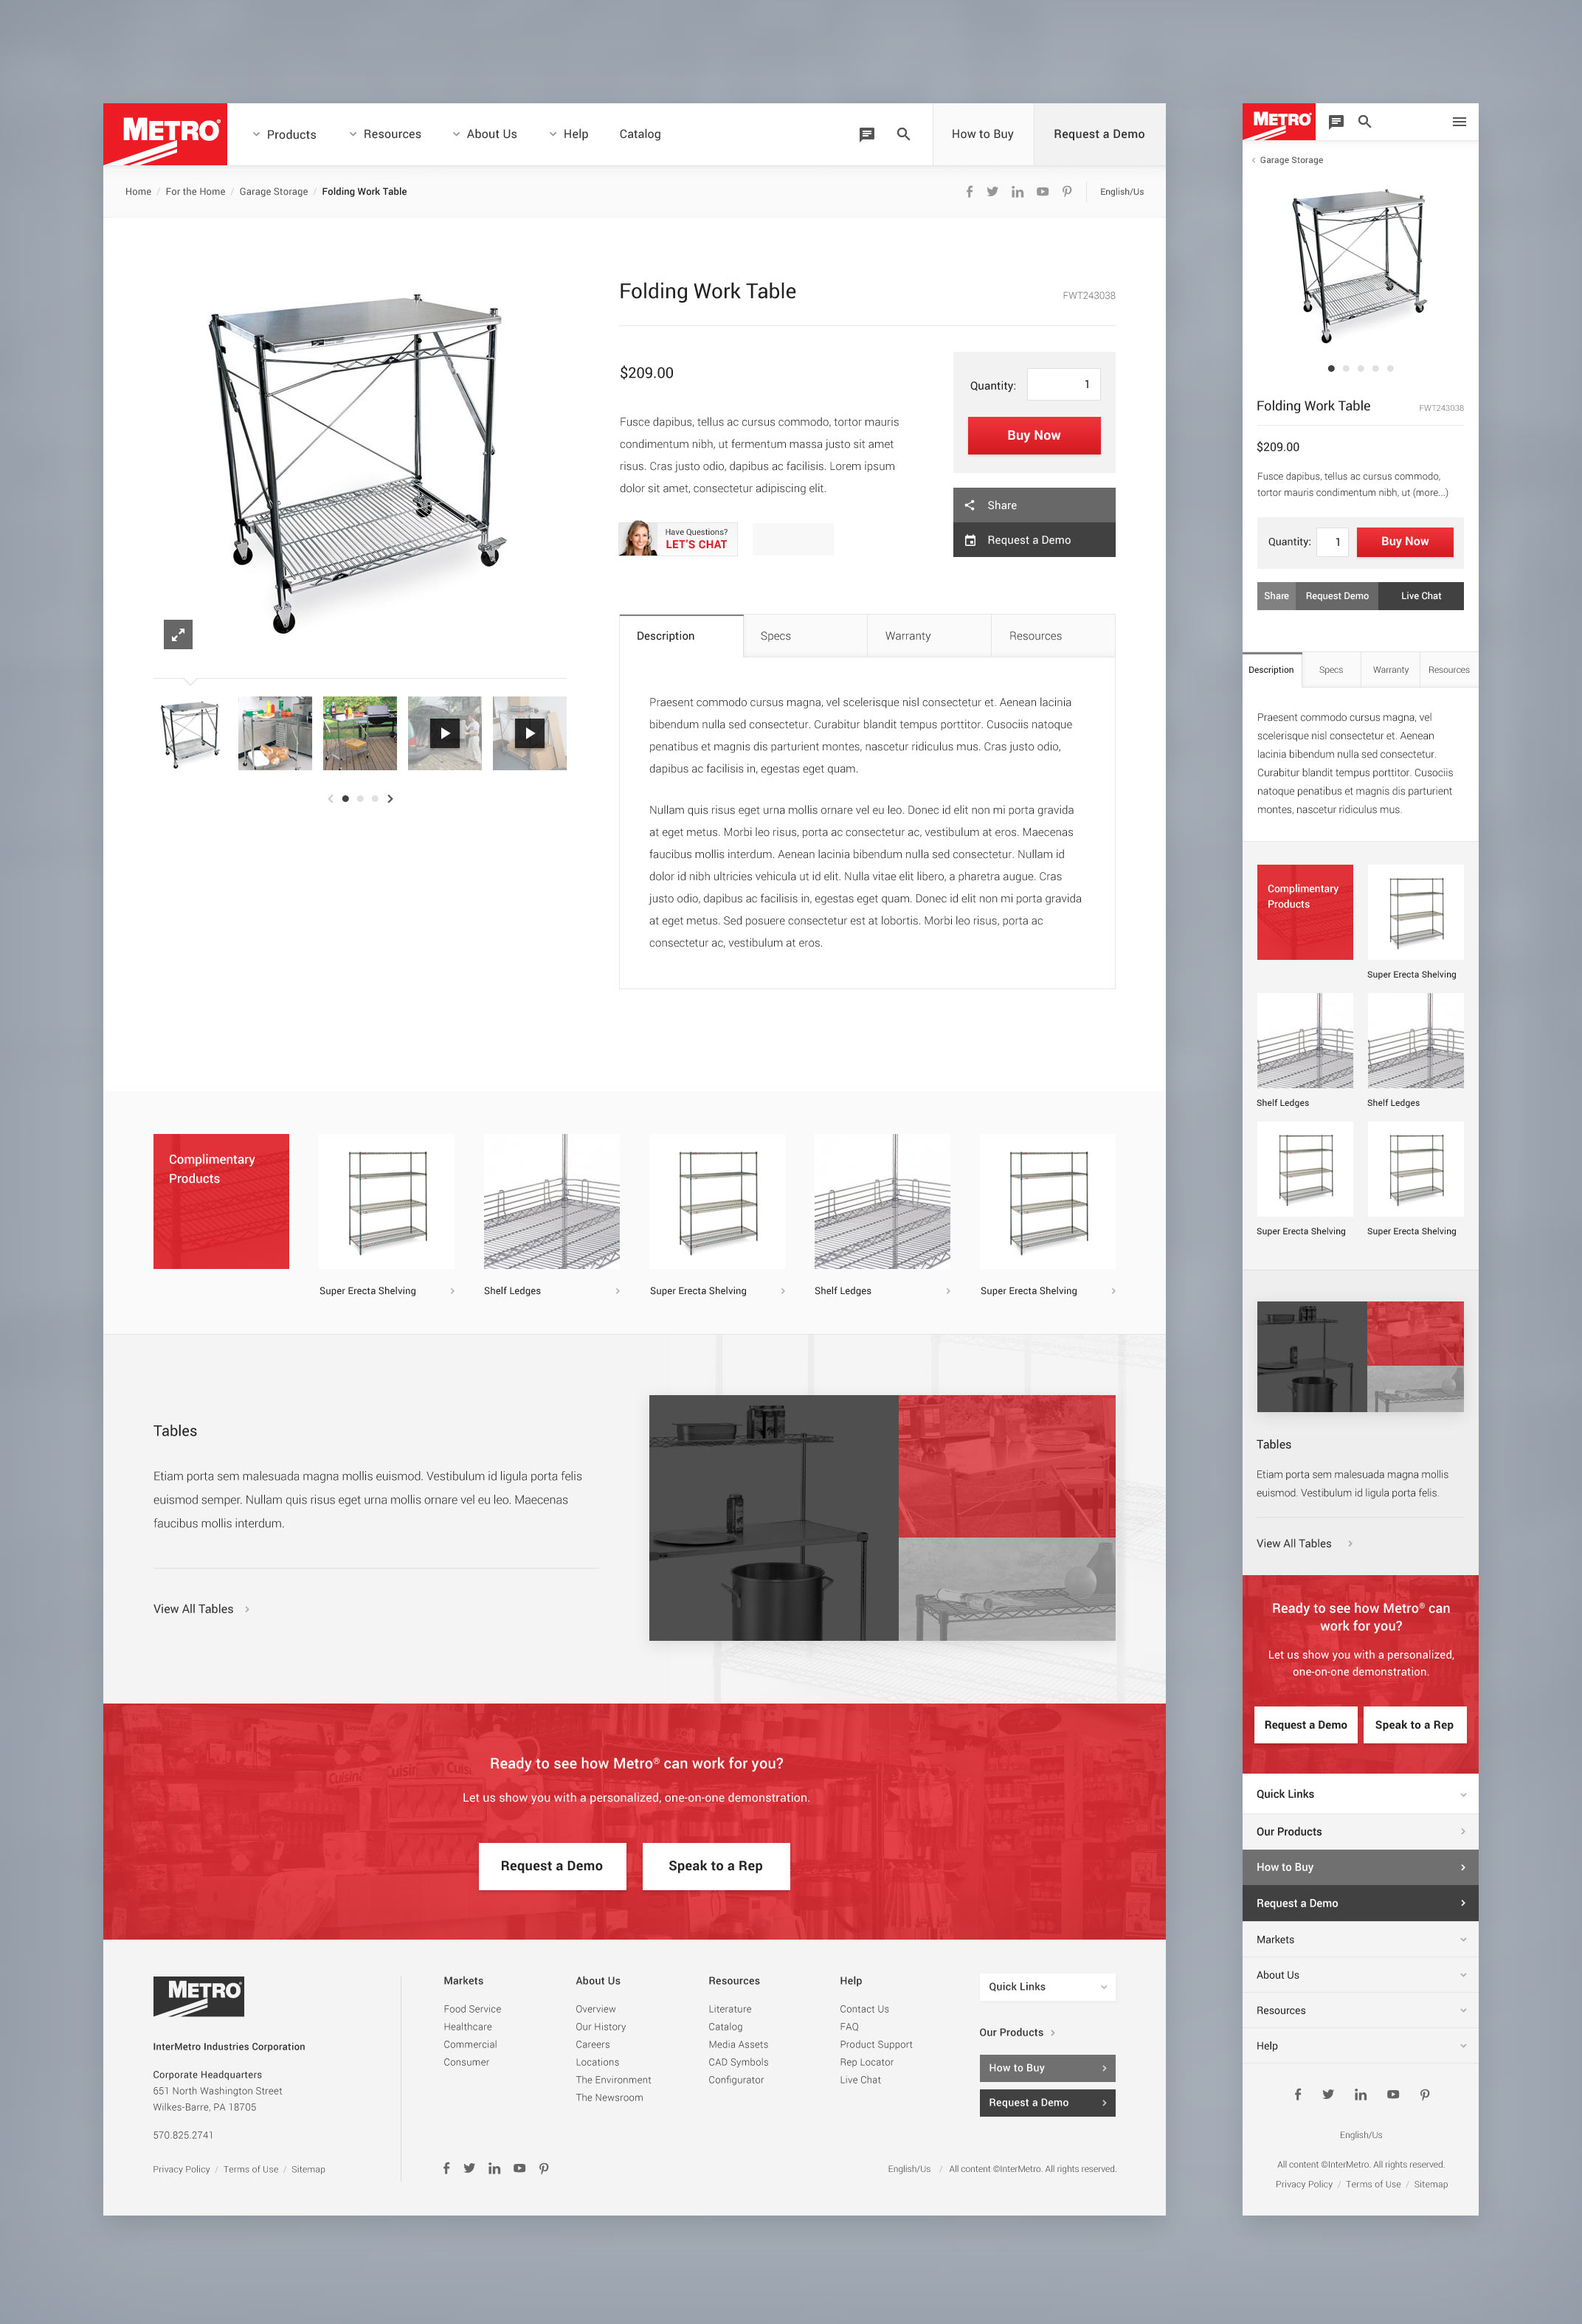 METRO®
Products
Resources
About Us
Help
Catalog
How to Buy
Request a Demo
Home / For the Home / Garage Storage / Folding Work Table
English/Us
Folding Work Table
FWT243038
$209.00
Quantity: 1
Buy Now
Fusce dapibus, tellus ac cursus commodo, tortor mauris
condimentum nibh, ut fermentum massa justo sit amet
risus. Cras justo odio, dapibus ac facilisis. Lorem ipsum
dolor sit amet, consectetur adipiscing elit.
Share
Request a Demo
Have Questions?
LET'S CHAT
Description
Specs
Warranty
Resources
Praesent commodo cursus magna, vel scelerisque nisl consectetur et. Aenean lacinia
bibendum nulla sed consectetur. Curabitur blandit tempus porttitor. Cusociis natoque
penatibus et magnis dis parturient montes, nascetur ridiculus mus. Cras justo odio,
dapibus ac facilisis in, egestas eget quam.
Nullam quis risus eget urna mollis ornare vel eu leo. Donec id elit non mi porta gravida
at eget metus. Morbi leo risus, porta ac consectetur ac, vestibulum at eros. Maecenas
faucibus mollis interdum. Aenean lacinia bibendum nulla sed consectetur. Nullam id
dolor id nibh ultricies vehicula ut id elit. Nulla vitae elit libero, a pharetra augue. Cras
justo odio, dapibus ac facilisis in, egestas eget quam. Donec id elit non mi porta gravida
at eget metus. Sed posuere consectetur est at lobortis. Morbi leo risus, porta ac
consectetur ac, vestibulum at eros.
Complimentary
Products
Super Erecta Shelving
Shelf Ledges
Super Erecta Shelving
Shelf Ledges
Super Erecta Shelving
Tables
Etiam porta sem malesuada magna mollis euismod. Vestibulum id ligula porta felis
euismod semper. Nullam quis risus eget urna mollis ornare vel eu leo. Maecenas
faucibus mollis interdum.
View All Tables
Ready to see how Metro® can work for you?
Let us show you with a personalized, one-on-one demonstration.
Request a Demo
Speak to a Rep
METRO®
InterMetro Industries Corporation
Corporate Headquarters
651 North Washington Street
Wilkes-Barre, PA 18705
570.825.2741
Privacy Policy / Terms of Use / Sitemap
Markets
Food Service
Healthcare
Commercial
Consumer
About Us
Overview
Our History
Careers
Locations
The Environment
The Newsroom
Resources
Literature
Catalog
Media Assets
CAD Symbols
Configurator
Help
Contact Us
FAQ
Product Support
Rep Locator
Live Chat
Quick Links
Our Products
How to Buy
Request a Demo
English/Us / All content ©InterMetro. All rights reserved.
METRO®
Garage Storage
Folding Work Table
FWT243038
$209.00
Fusce dapibus, tellus ac cursus commodo,
tortor mauris condimentum nibh, ut (more...)
Quantity: 1
Buy Now
Share
Request Demo
Live Chat
Description
Specs
Warranty
Resources
Praesent commodo cursus magna, vel
scelerisque nisl consectetur et. Aenean
lacinia bibendum nulla sed consectetur.
Curabitur blandit tempus porttitor. Cusociis
natoque penatibus et magnis dis parturient
montes, nascetur ridiculus mus.
Complimentary
Products
Super Erecta Shelving
Shelf Ledges
Shelf Ledges
Super Erecta Shelving
Super Erecta Shelving
Tables
Etiam porta sem malesuada magna mollis
euismod. Vestibulum id ligula porta felis.
View All Tables
Ready to see how Metro® can
work for you?
Let us show you with a personalized,
one-on-one demonstration.
Request a Demo
Speak to a Rep
Quick Links
Our Products
How to Buy
Request a Demo
Markets
About Us
Resources
Help
English/Us
All content ©InterMetro. All rights reserved.
Privacy Policy / Terms of Use / Sitemap